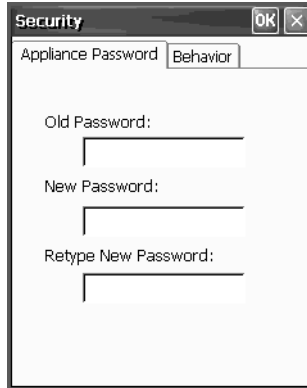 Security OK ×
Appliance Password Behavior
Old Password:
New Password:
Retype New Password: